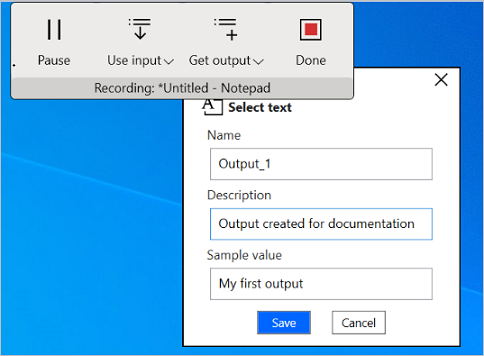 Pause Use input Get output Done
Recording: *Untitled - Notepad
Select text
Name
Output_1
Description
Output created for documentation
Sample value
My first output
Save Cancel